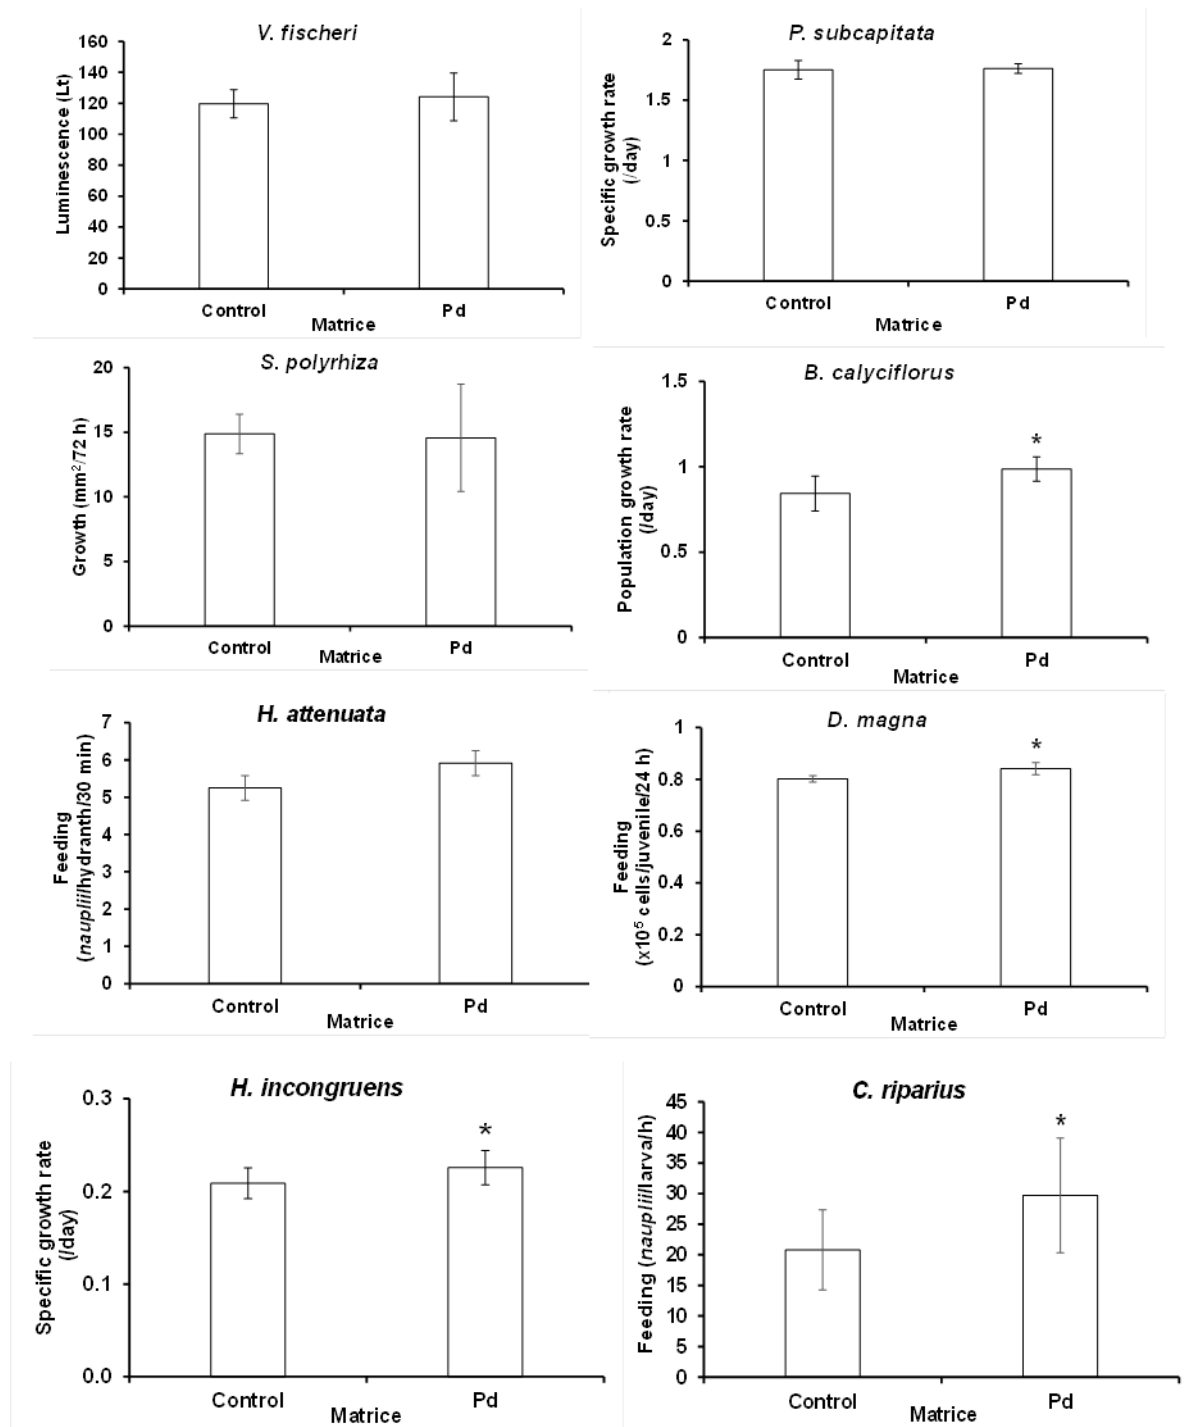 V. fischeri
Luminescence (Lt)
160
140
120
100
80
60
40
20
0
Control
Pd
Matrice
P. subcapitata
Specific growth rate
(/day)
2
1.5
1
0.5
0
Control
Pd
Matrice
S. polyrhiza
Growth (mm²/72 h)
20
15
10
5
0
Control
Pd
Matrice
B. calyciflorus
Population growth rate
(/day)
1.5
1
0.5
0
*
Control
Pd
Matrice
H. attenuata
Feeding
(nauplii/hydranth/30 min)
7
6
5
4
3
2
1
0
Control
Pd
Matrice
D. magna
Feeding
(x10⁵ cells/juvenile/24 h)
1
0.8
0.6
0.4
0.2
0
*
Control
Pd
Matrice
H. incongruens
Specific growth rate
(/day)
0.3
0.2
0.1
0.0
*
Control
Pd
Matrice
C. riparius
Feeding (nauplii/larva/h)
45
40
35
30
25
20
15
10
5
0
*
Control
Pd
Matrice